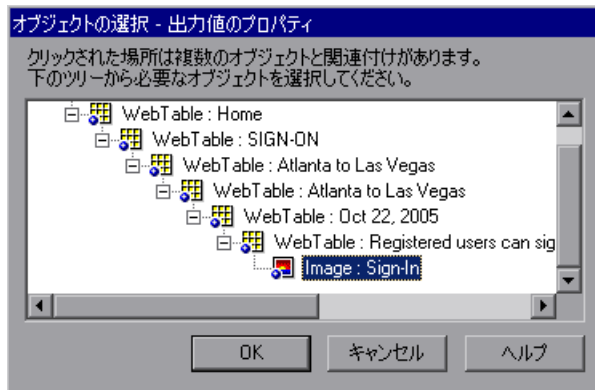 オブジェクトの選択 - 出力値のプロパティ
クリックされた場所は複数のオブジェクトと関連付けがあります。
下のツリーから必要なオブジェクトを選択してください。
WebTable : Home
WebTable : SIGN-ON
WebTable : Atlanta to Las Vegas
WebTable : Atlanta to Las Vegas
WebTable : Oct 22, 2005
WebTable : Registered users can sig
Image : Sign-In
OK キャンセル ヘルプ